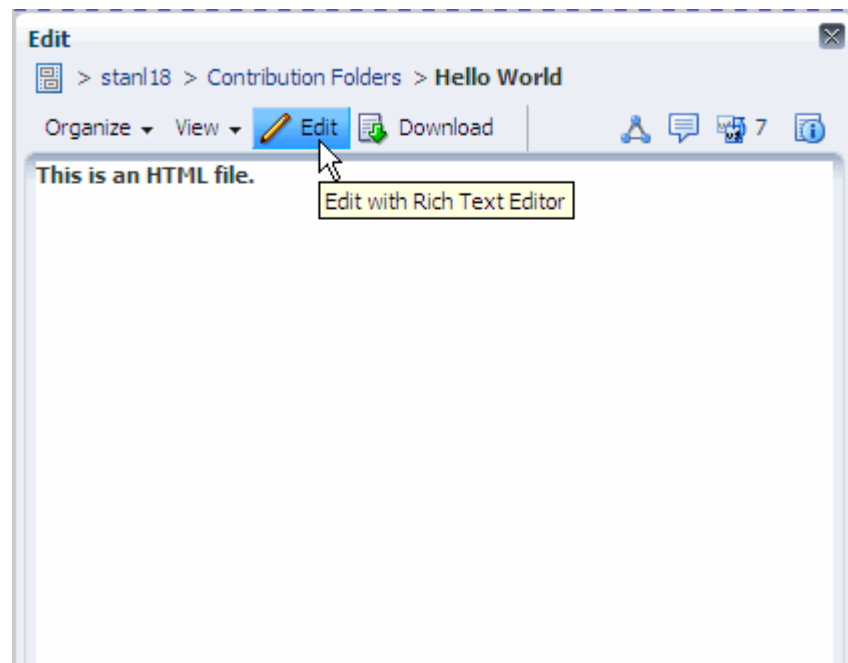 Edit
> stanl18 > Contribution Folders > Hello World
Organize View Edit Download 7
This is an HTML file.
Edit with Rich Text Editor